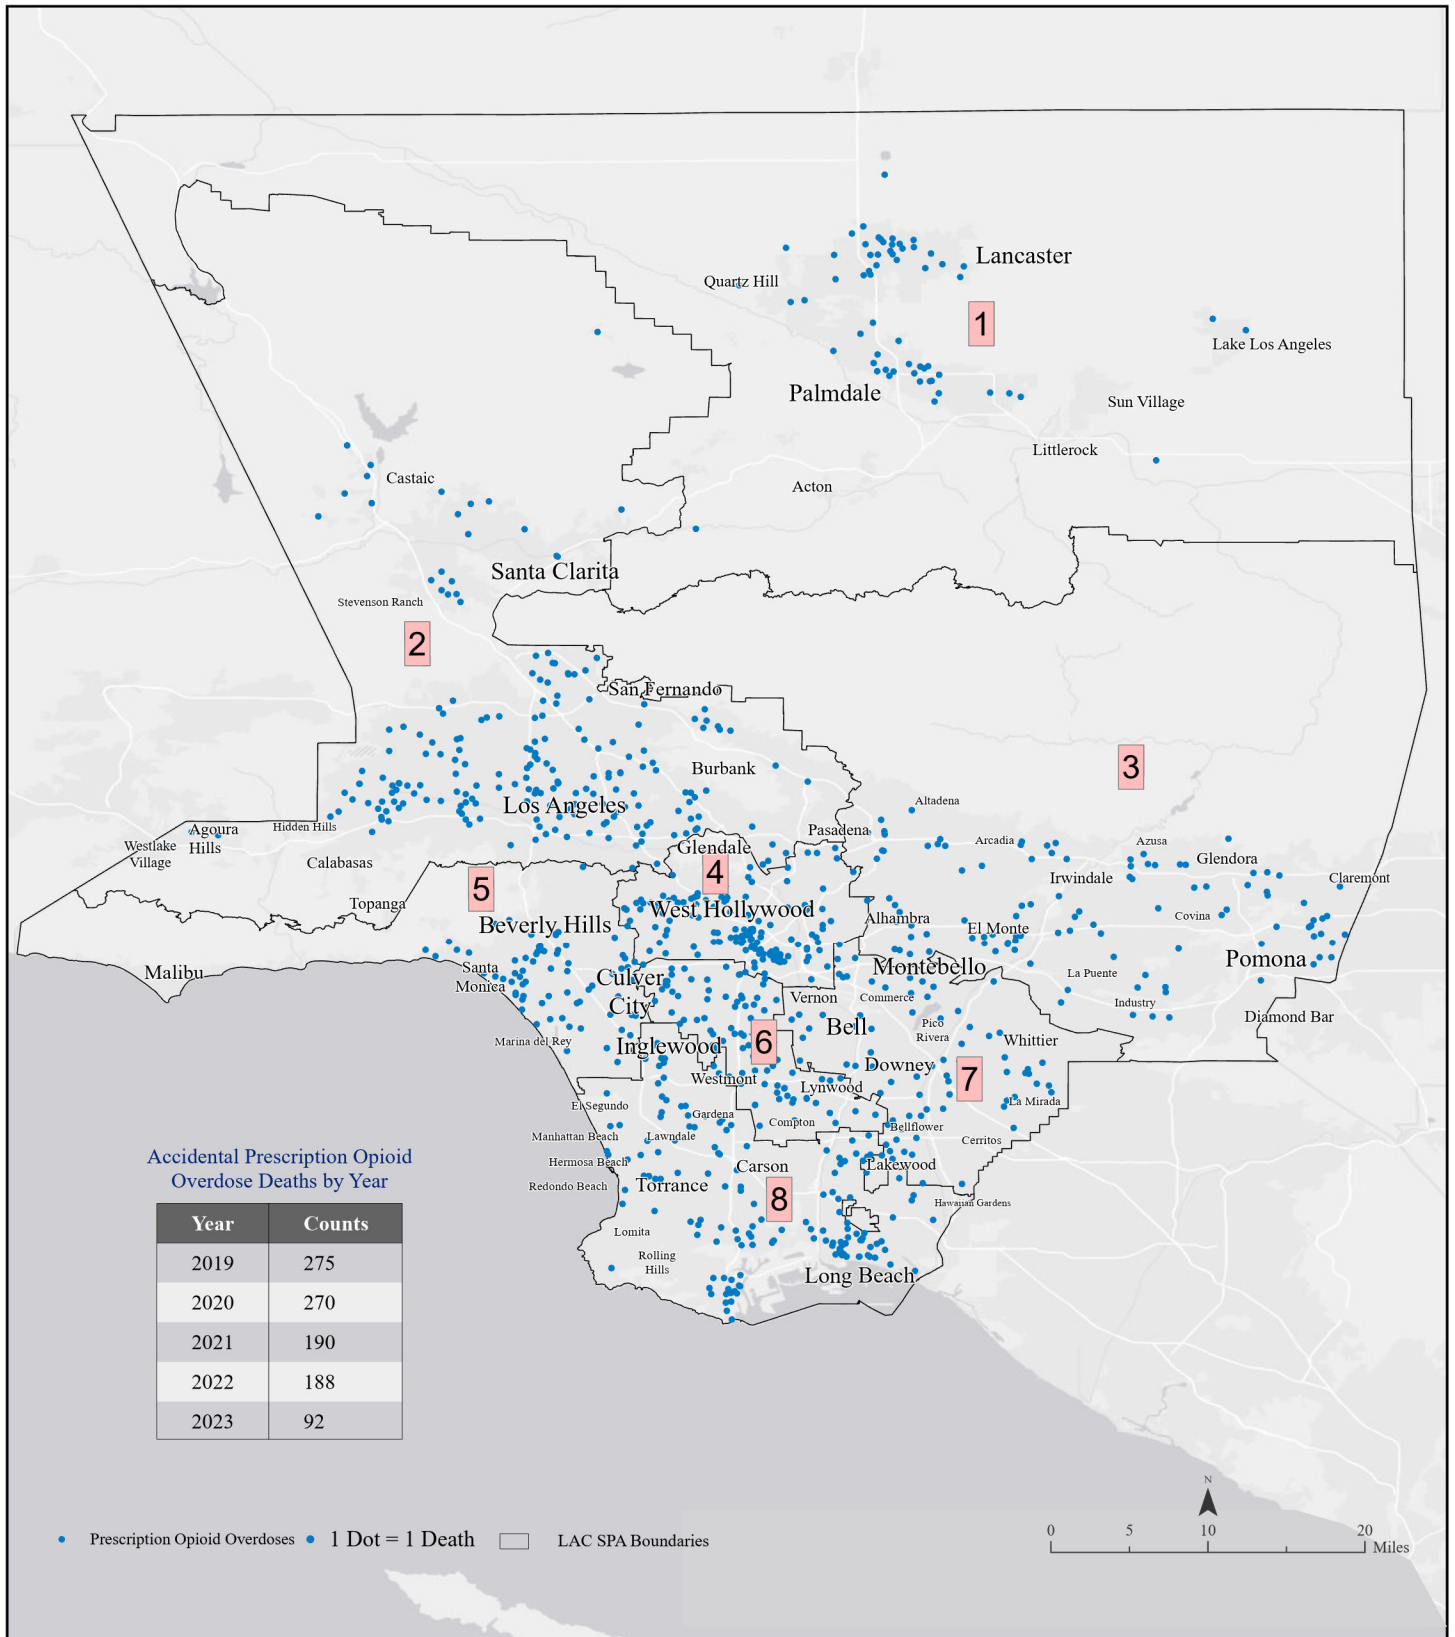 Lancaster
Quartz Hill
1
Lake Los Angeles
Palmdale
Sun Village
Littlerock
Castaic
Acton
Santa Clarita
Stevenson Ranch
2
San Fernando
3
Burbank
Los Angeles
Altadena
Hidden Hills
Agoura
Hills
Pasadena
Arcadia
Azusa
Westlake
Village
Glendale
Glendora
Calabasas
4
Irwindale
Claremont
5
Topanga
West Hollywood
Beverly Hills
Alhambra
El Monte
Covina
Malibu
Santa
Monica
Culver
City
Montebello
La Puente
Pomona
Vernon
Commerce
Industry
Diamond Bar
Marina del Rey
Inglewood
6
Bell
Pico
Rivera
Whittier
Westmont
Lynwood
Downey
7
La Mirada
El Segundo
Gardena
Compton
Bellflower
Manhattan Beach
Lawndale
Cerritos
Hermosa Beach
Carson
Lakewood
Redondo Beach
Torrance
8
Hawaiian Gardens
Lomita
Rolling
Hills
Long Beach
Accidental Prescription Opioid
Overdose Deaths by Year
Year Counts
2019 275
2020 270
2021 190
2022 188
2023 92
Prescription Opioid Overdoses 1 Dot = 1 Death LAC SPA Boundaries
N
0 5 10 20
Miles